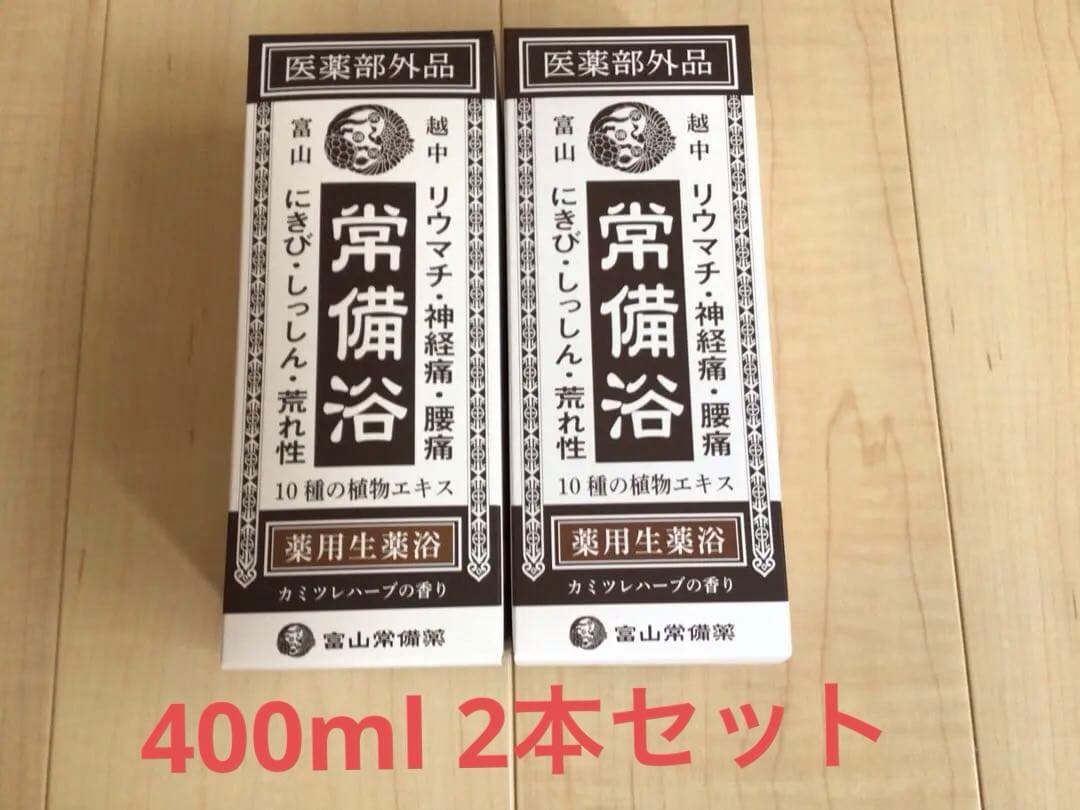 医薬部外品
越中
富山
リウマチ・神経痛・腰痛
常備浴
にきび・しっしん・荒れ性
10種の植物エキス
薬用生薬浴
カミツレハーブの香り
富山常備薬
医薬部外品
越中
富山
リウマチ・神経痛・腰痛
常備浴
にきび・しっしん・荒れ性
10種の植物エキス
薬用生薬浴
カミツレハーブの香り
富山常備薬
400ml 2本セット